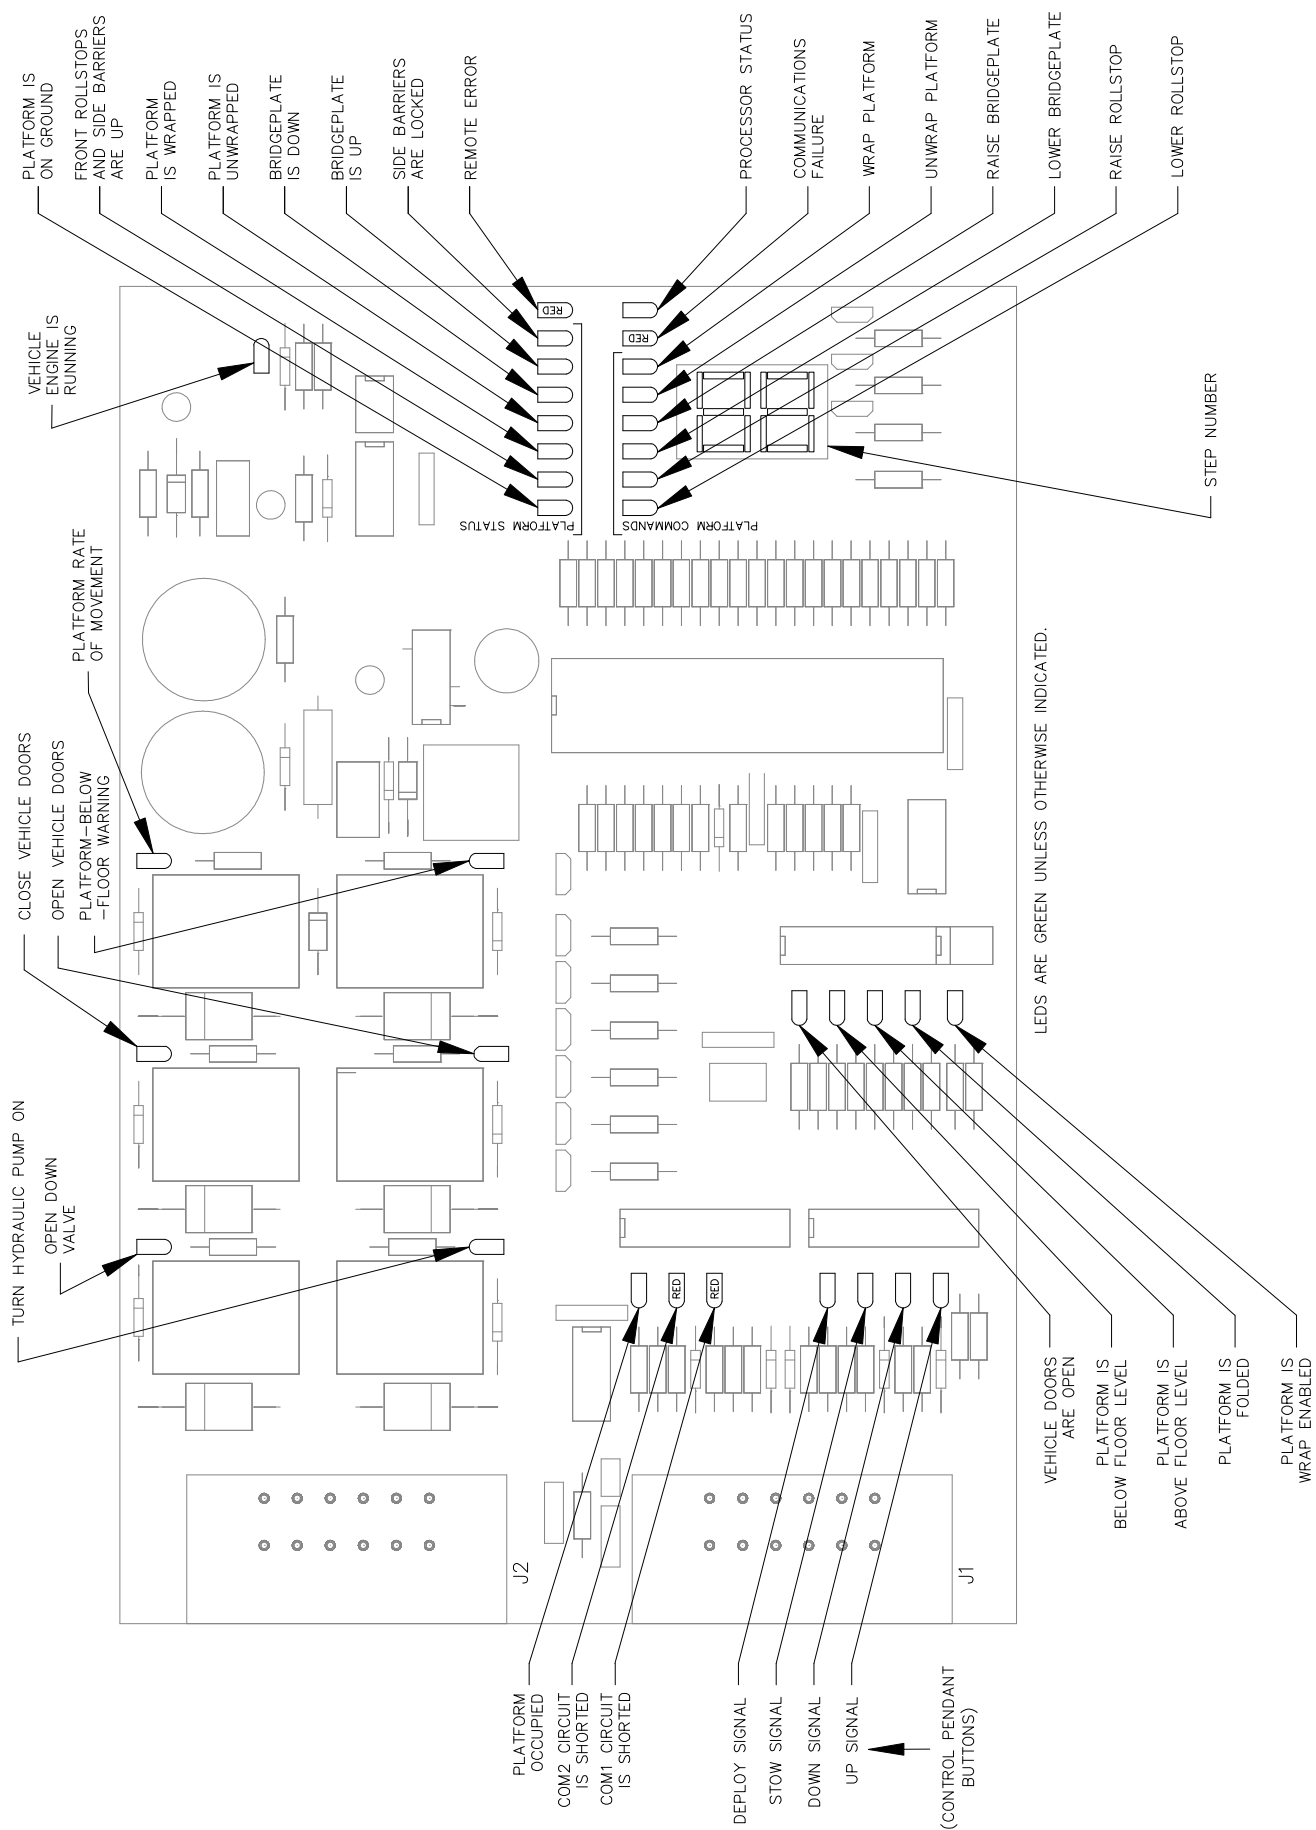 PLATFORM IS
ON GROUND
FRONT ROLLSTOPS
AND SIDE BARRIERS
ARE UP
PLATFORM
IS WRAPPED
PLATFORM IS
UNWRAPPED
BRIDGEPLATE
IS DOWN
BRIDGEPLATE
IS UP
SIDE BARRIERS
ARE LOCKED
REMOTE ERROR
PROCESSOR STATUS
COMMUNICATIONS
FAILURE
WRAP PLATFORM
UNWRAP PLATFORM
RAISE BRIDGEPLATE
LOWER BRIDGEPLATE
RAISE ROLLSTOP
LOWER ROLLSTOP
VEHICLE
ENGINE IS
RUNNING
RED
RED
PLATFORM STATUS
PLATFORM COMMANDS
STEP NUMBER
PLATFORM RATE
OF MOVEMENT
CLOSE VEHICLE DOORS
OPEN VEHICLE DOORS
PLATFORM-BELOW
-FLOOR WARNING
LEDS ARE GREEN UNLESS OTHERWISE INDICATED.
TURN HYDRAULIC PUMP ON
OPEN DOWN
VALVE
RED
RED
VEHICLE DOORS
ARE OPEN
PLATFORM IS
BELOW FLOOR LEVEL
PLATFORM IS
ABOVE FLOOR LEVEL
PLATFORM IS
FOLDED
PLATFORM IS
WRAP ENABLED
J2
J1
PLATFORM
OCCUPIED
COM2 CIRCUIT
IS SHORTED
COM1 CIRCUIT
IS SHORTED
DEPLOY SIGNAL
STOW SIGNAL
DOWN SIGNAL
UP SIGNAL
(CONTROL PENDANT
BUTTONS)